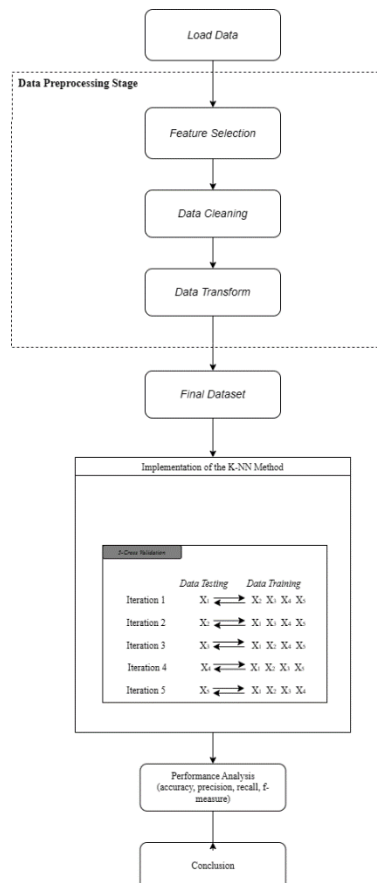 Load Data
Data Preprocessing Stage
Feature Selection
Data Cleaning
Data Transform
Final Dataset
Implementation of the K-NN Method
5-Cross Validation
Data Testing Data Training
Iteration 1 X₁ X₂ X₃ X₄ X₅
Iteration 2 X₂ X₁ X₃ X₄ X₅
Iteration 3 X₃ X₁ X₂ X₄ X₅
Iteration 4 X₄ X₁ X₂ X₃ X₅
Iteration 5 X₅ X₁ X₂ X₃ X₄
Performance Analysis
(accuracy, precision, recall, f-
measure)
Conclusion